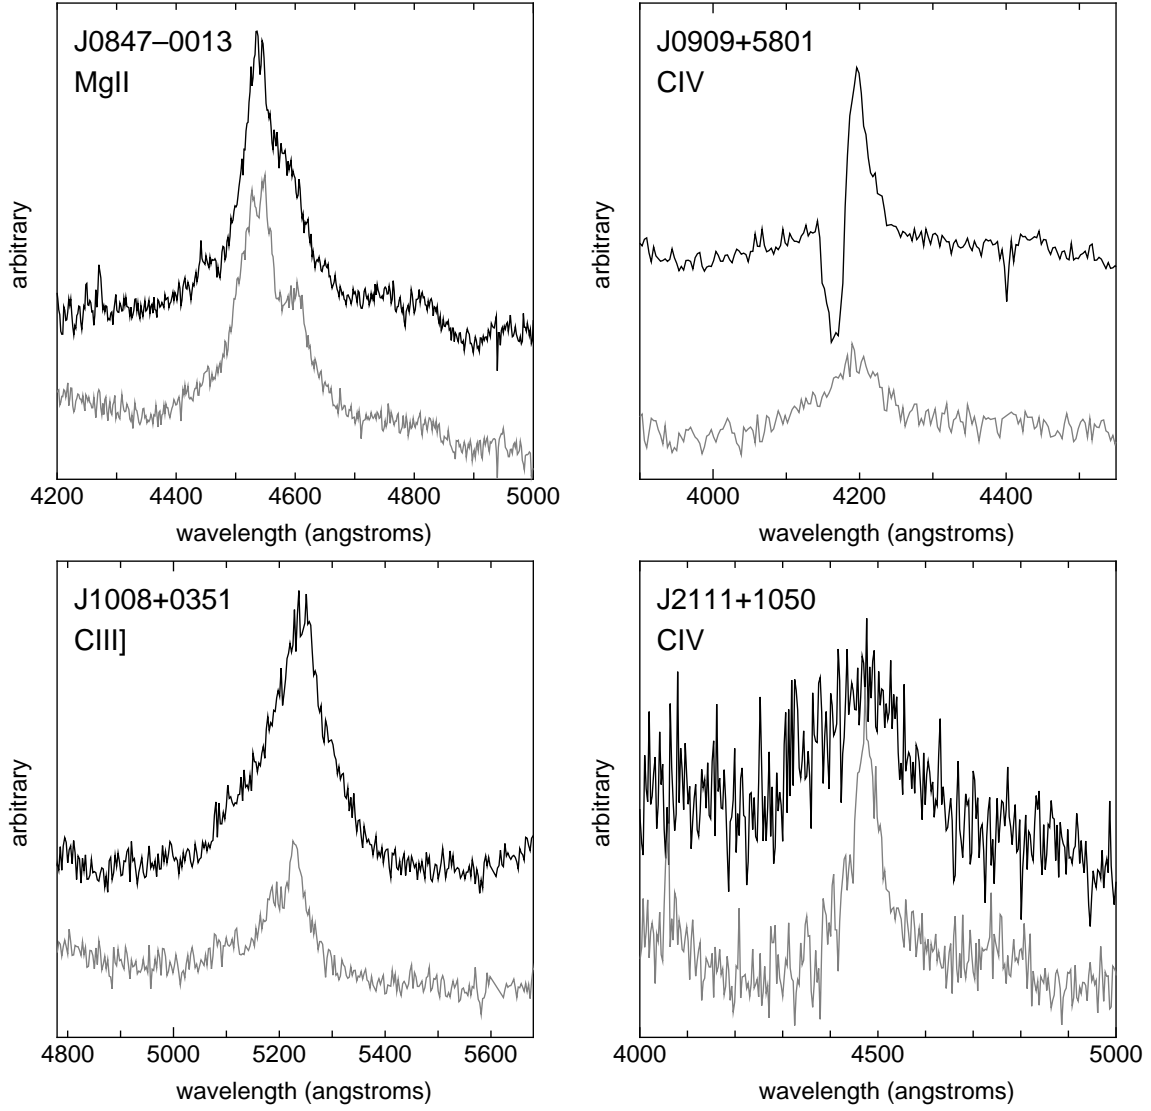 J0847–0013
MgII
arbitrary
4200 4400 4600 4800 5000
wavelength (angstroms)
J0909+5801
CIV
arbitrary
4000 4200 4400
wavelength (angstroms)
J1008+0351
CIII]
arbitrary
4800 5000 5200 5400 5600
wavelength (angstroms)
J2111+1050
CIV
arbitrary
4000 4500 5000
wavelength (angstroms)